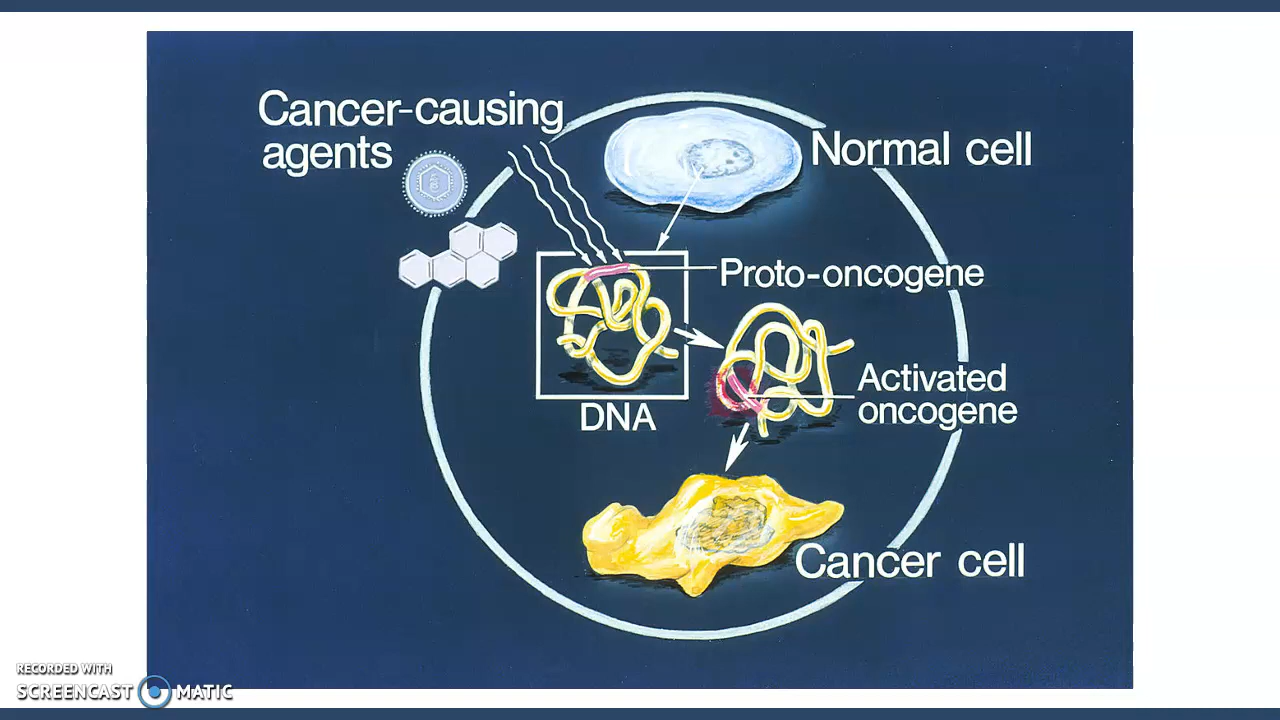 Cancer-causing
agents
Normal cell
Proto-oncogene
DNA
Activated
oncogene
Cancer cell
RECORDED WITH
SCREENCAST MATIC